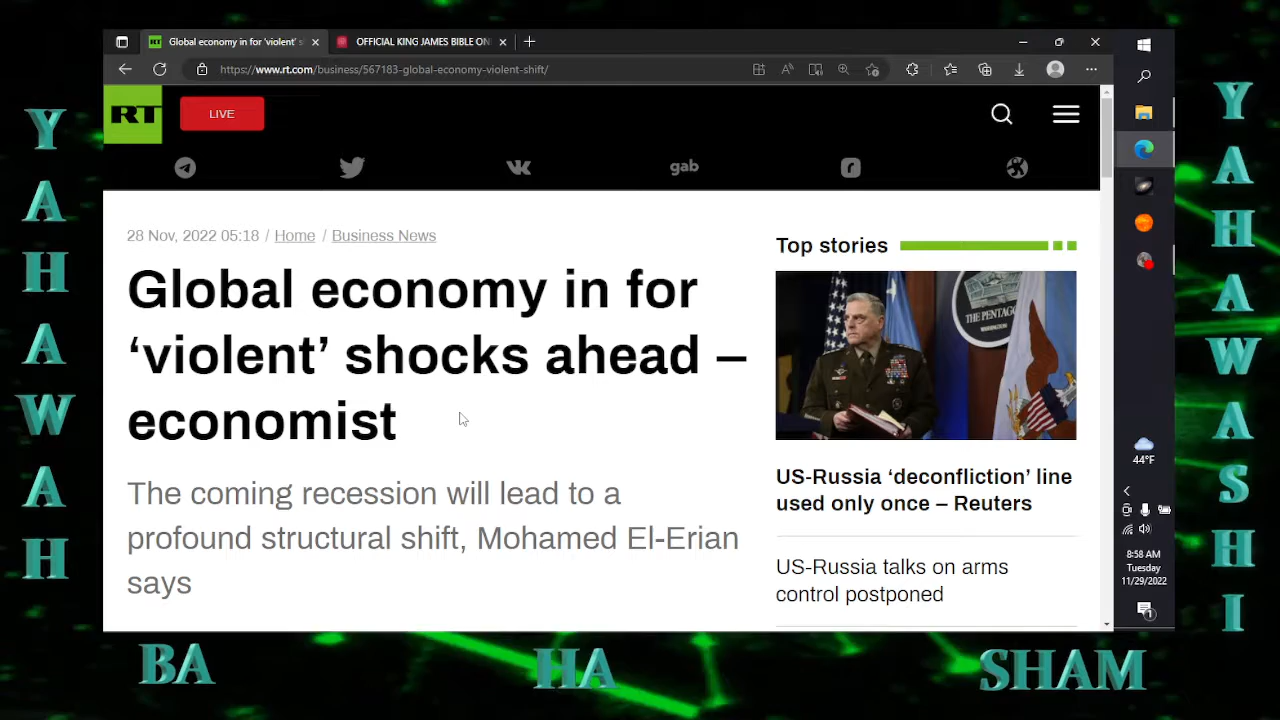 Global economy in for 'violent' s
OFFICIAL KING JAMES BIBLE ON
https://www.rt.com/business/567183-global-economy-violent-shift/
RT
LIVE
gab
28 Nov, 2022 05:18 / Home / Business News
Global economy in for
‘violent’ shocks ahead –
economist
The coming recession will lead to a
profound structural shift, Mohamed El-Erian
says
Top stories
THE PENTAGON
WASHINGTON
US-Russia ‘deconfliction’ line
used only once – Reuters
US-Russia talks on arms
control postponed
44°F
8:58 AM
Tuesday
11/29/2022
1
YAHAWAH
YAHAWASHI
BA
HA
SHAM